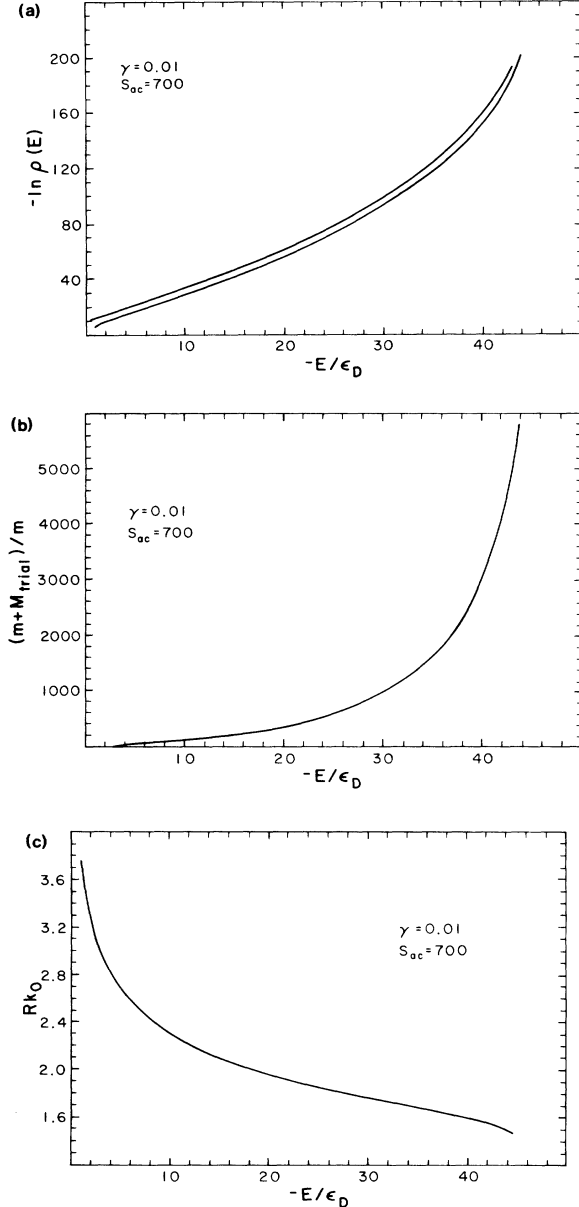 (a)
200
160
120
80
40
-ln ρ (E)
γ=0.01
S_ac=700
10 20 30 40
-E/ϵ_D
(b)
5000
4000
3000
2000
1000
(m+M_trial)/m
γ=0.01
S_ac=700
10 20 30 40
-E/ϵ_D
(c)
3.6
3.2
2.8
2.4
2.0
1.6
Rk_0
γ=0.01
S_ac=700
10 20 30 40
-E/ϵ_D